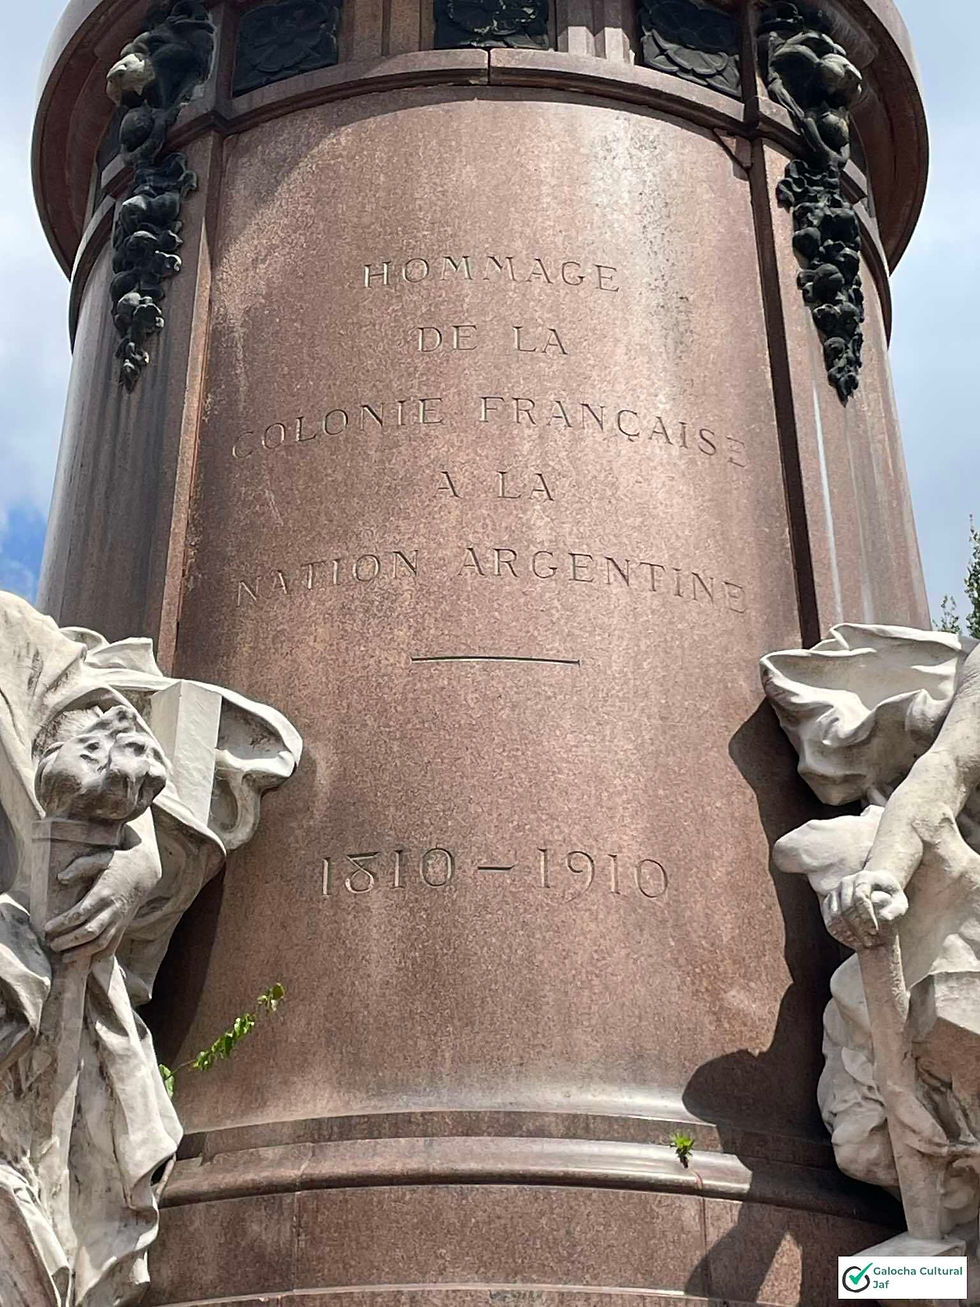 HOMMAGE
DE LA
COLONIE FRANÇAISE
A LA
NATION ARGENTINE
1810–1910
Galocha Cultural
Jaf